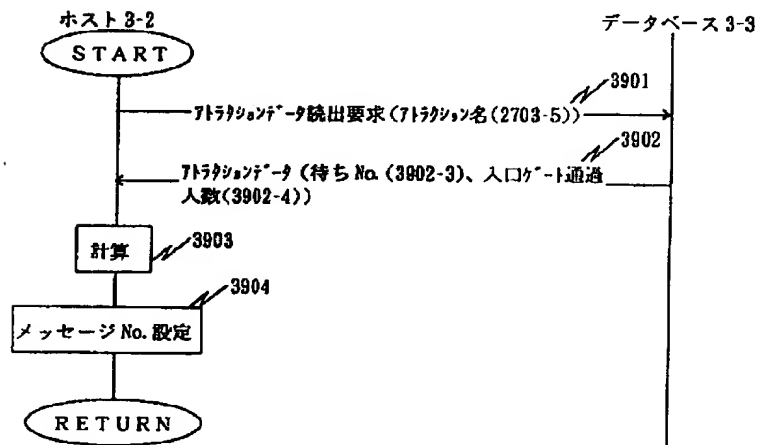 ホスト 3-2
データベース 3-3
START
3901
アトラクションデータ読出要求(アトラクション名(2703-5))
3902
アトラクションデータ(待ち No. (3902-3)、入口ゲート通過
人数(3902-4))
計算
3903
3904
メッセージ No. 設定
RETURN